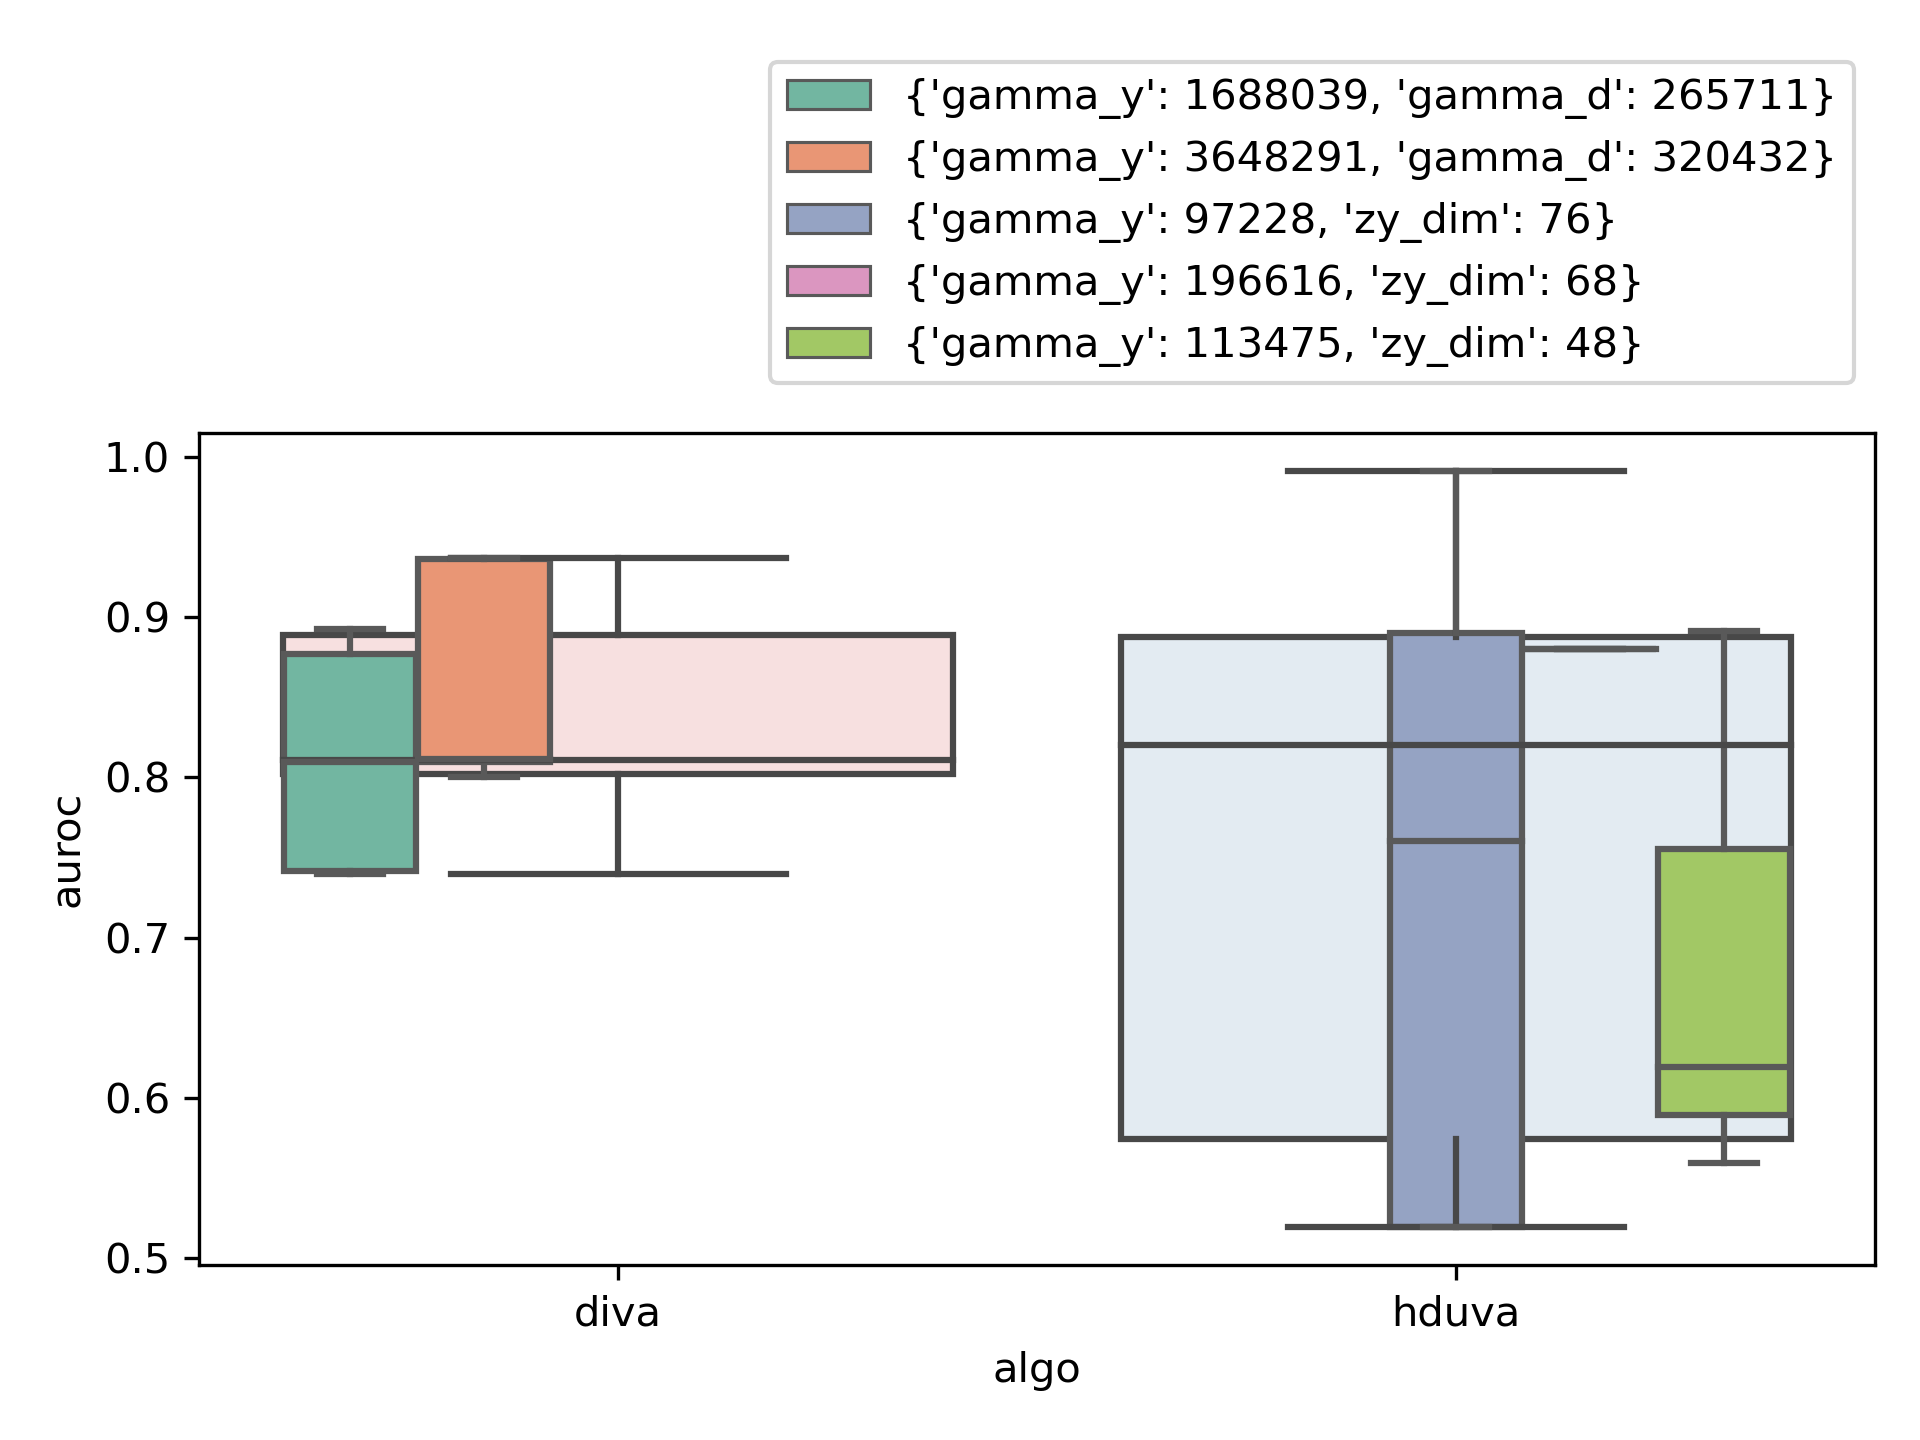 {'gamma_y': 1688039, 'gamma_d': 265711}
{'gamma_y': 3648291, 'gamma_d': 320432}
{'gamma_y': 97228, 'zy_dim': 76}
{'gamma_y': 196616, 'zy_dim': 68}
{'gamma_y': 113475, 'zy_dim': 48}
1.0
0.9
0.8
0.7
0.6
0.5
auroc
diva
hduva
algo